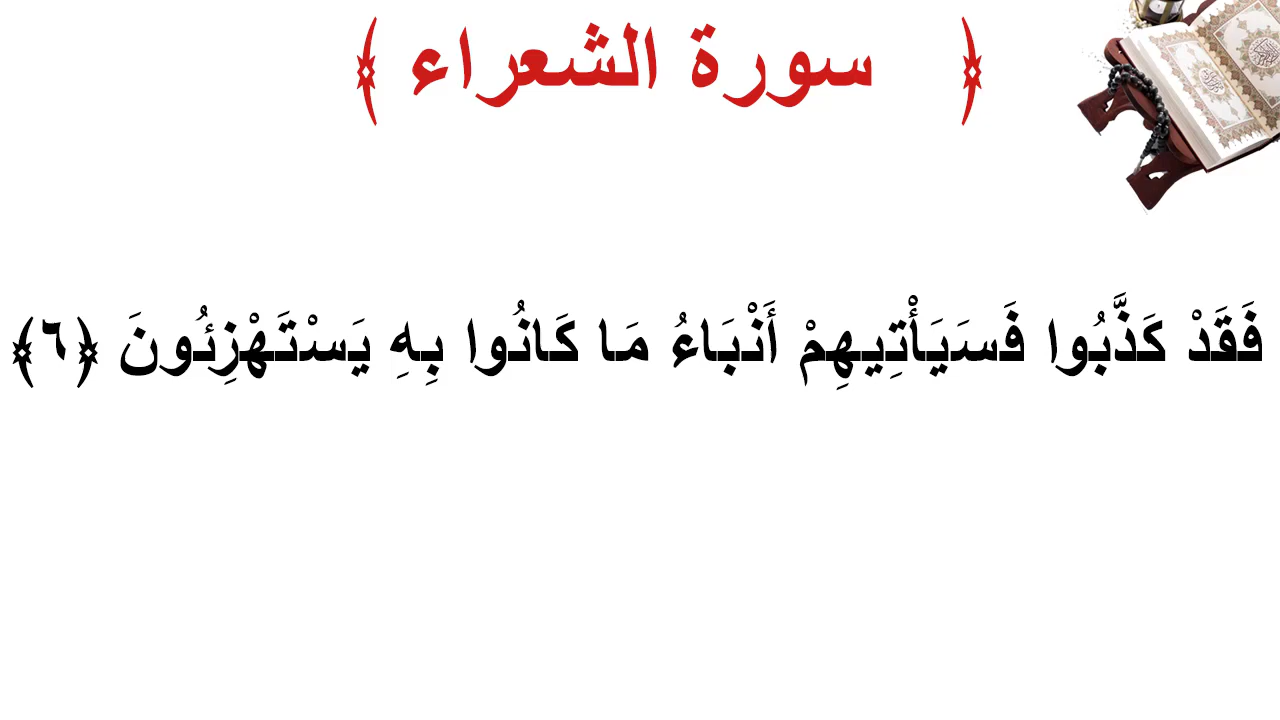 ﴿ سورة الشعراء ﴾
فَقَدْ كَذَّبُوا فَسَيَأْتِيهِمْ أَنْبَاءُ مَا كَانُوا بِهِ يَسْتَهْزِئُونَ ﴿٦﴾